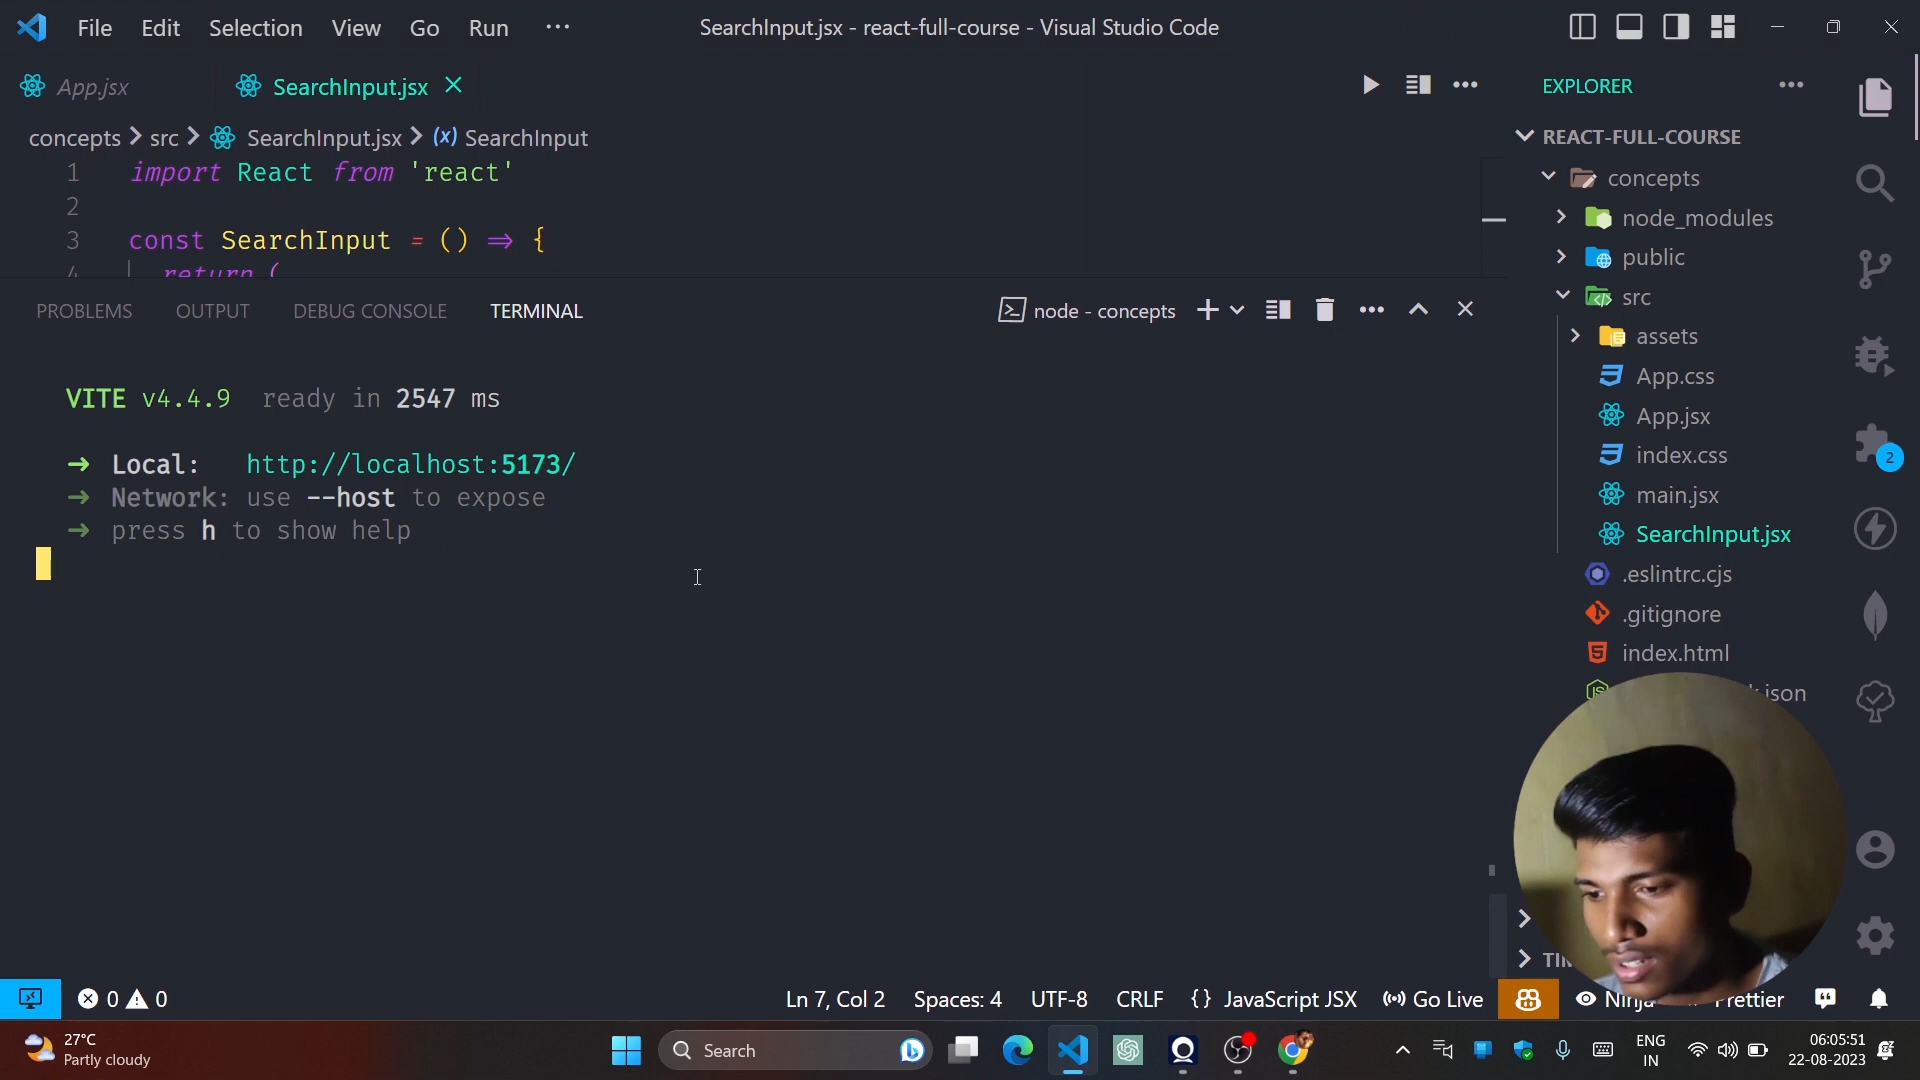 File Edit Selection View Go Run ···
SearchInput.jsx - react-full-course - Visual Studio Code
App.jsx
SearchInput.jsx
concepts > src > SearchInput.jsx > SearchInput
1 import React from 'react'
2
3 const SearchInput = () => {
4 return (
PROBLEMS OUTPUT DEBUG CONSOLE TERMINAL
node - concepts
VITE v4.4.9 ready in 2547 ms
➜ Local: http://localhost:5173/
➜ Network: use --host to expose
➜ press h to show help
EXPLORER
REACT-FULL-COURSE
concepts
node_modules
public
src
assets
App.css
App.jsx
index.css
main.jsx
SearchInput.jsx
.eslintrc.cjs
.gitignore
index.html
json
2
0 0
Ln 7, Col 2 Spaces: 4 UTF-8 CRLF {} JavaScript JSX Go Live Ninja Prettier
27°C
Partly cloudy
Search
ENG
IN
06:05:51
22-08-2023